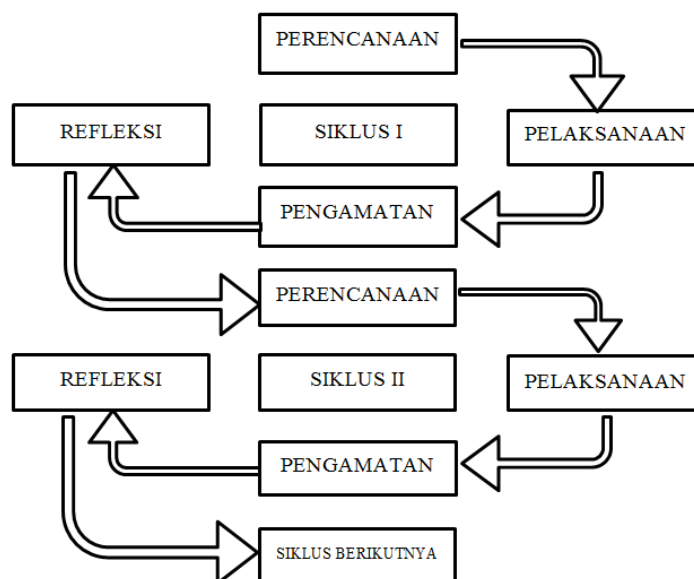 PERENCANAAN
REFLEKSI
SIKLUS I
PELAKSANAAN
PENGAMATAN
PERENCANAAN
REFLEKSI
SIKLUS II
PELAKSANAAN
PENGAMATAN
SIKLUS BERIKUTNYA